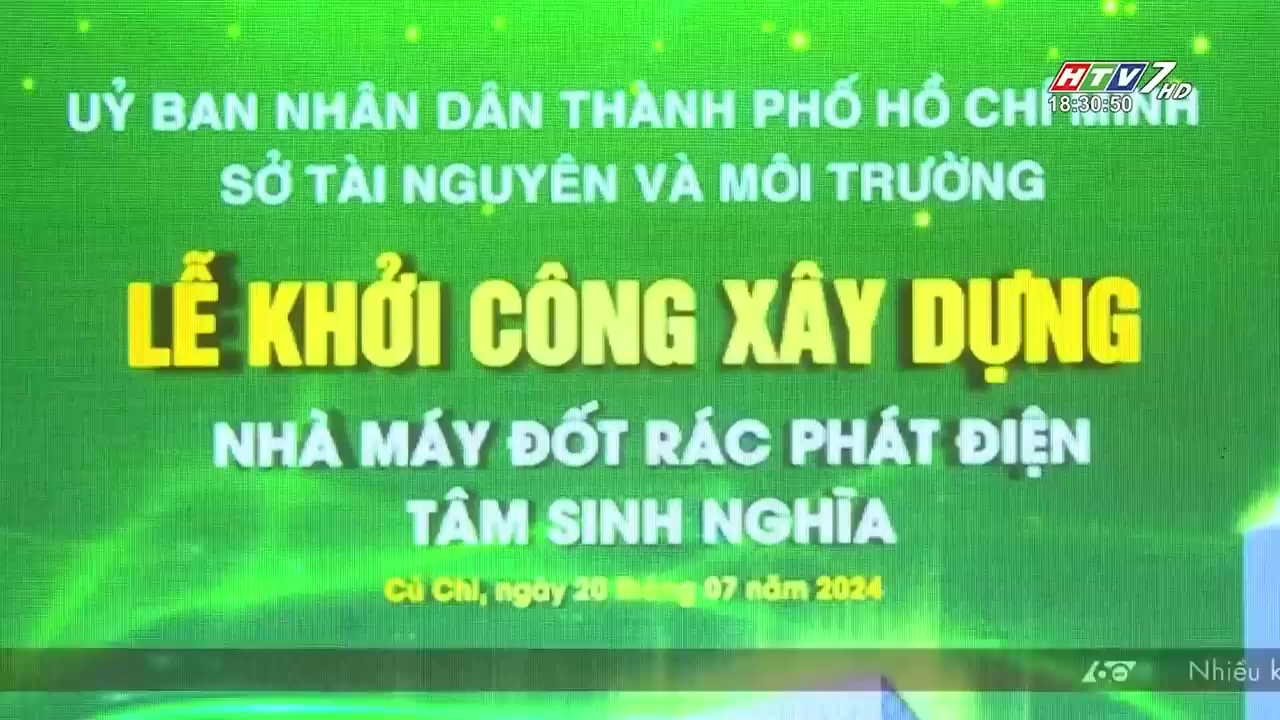 HTV7 HD
18:30:50
UỶ BAN NHÂN DÂN THÀNH PHỐ HỒ CHÍ MINH
SỞ TÀI NGUYÊN VÀ MÔI TRƯỜNG
LỄ KHỞI CÔNG XÂY DỰNG
NHÀ MÁY ĐỐT RÁC PHÁT ĐIỆN
TÂM SINH NGHĨA
Củ Chi, ngày 20 tháng 07 năm 2024
Nhiều